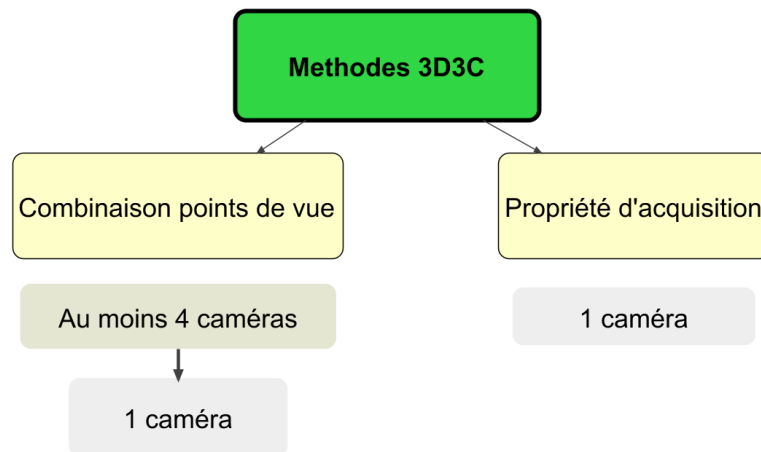 Methodes 3D3C
Combinaison points de vue
Propriété d'acquisition
Au moins 4 caméras
1 caméra
1 caméra